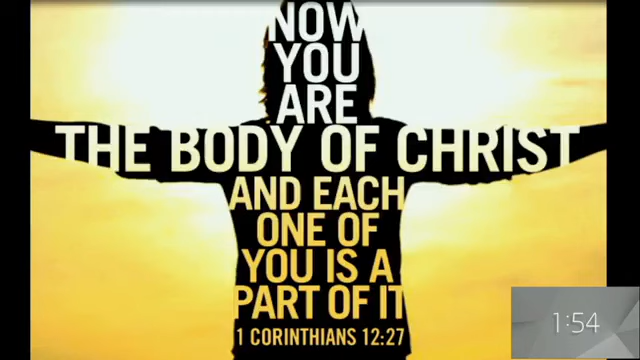 NOW
YOU
ARE
THE BODY OF CHRIST
AND EACH
ONE OF
YOU IS A
PART OF IT
1 CORINTHIANS 12:27
1:54